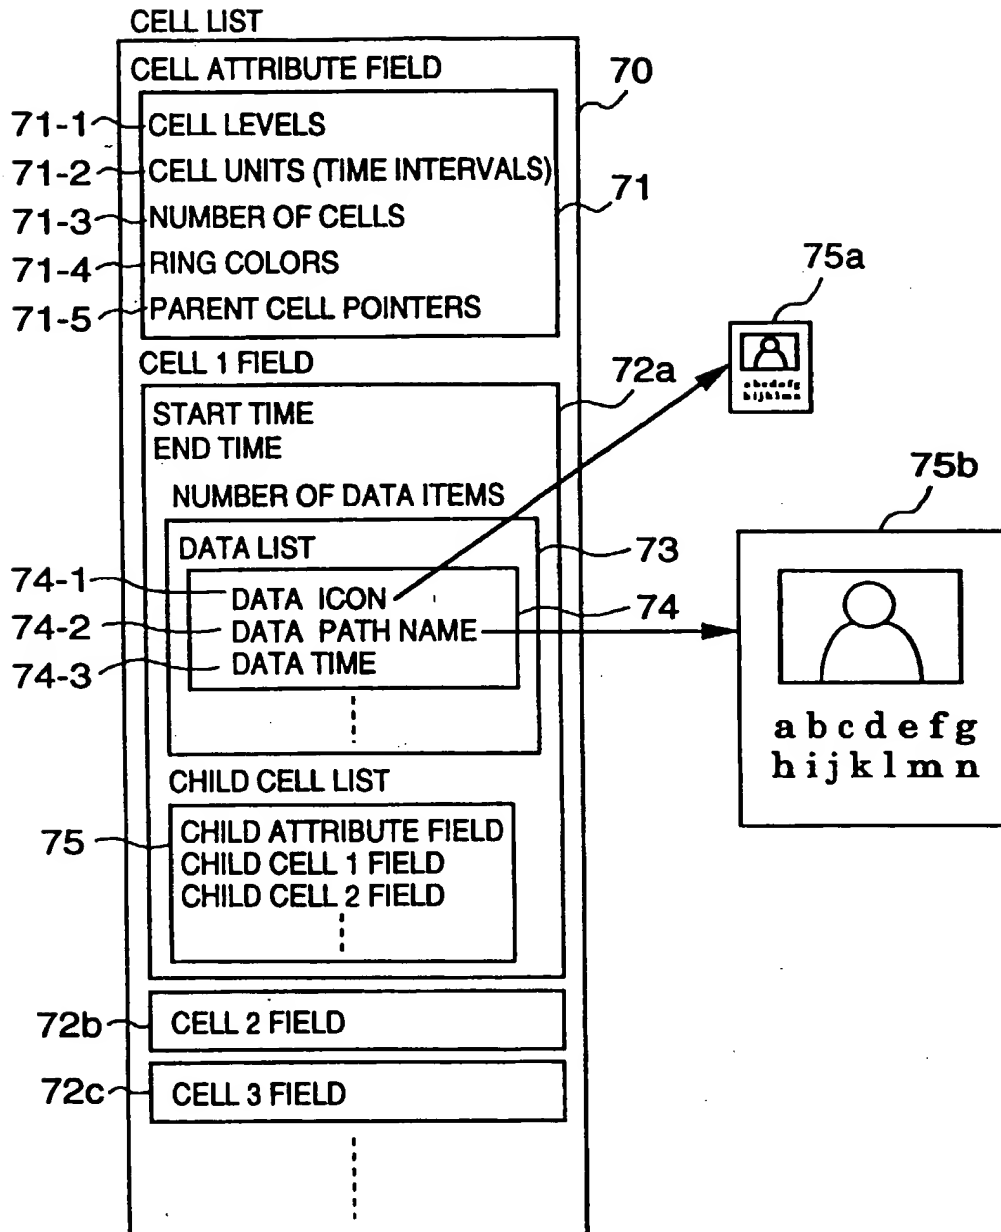 CELL LIST
CELL ATTRIBUTE FIELD
70
71-1 CELL LEVELS
71-2 CELL UNITS (TIME INTERVALS)
71
71-3 NUMBER OF CELLS
71-4 RING COLORS
71-5 PARENT CELL POINTERS
75a
abcdefg
hijklmn
CELL 1 FIELD
72a
START TIME
END TIME
NUMBER OF DATA ITEMS
DATA LIST
73
74-1 DATA ICON
74
74-2 DATA PATH NAME
74-3 DATA TIME
75b
a b c d e f g
h i j k l m n
CHILD CELL LIST
75
CHILD ATTRIBUTE FIELD
CHILD CELL 1 FIELD
CHILD CELL 2 FIELD
72b CELL 2 FIELD
72c CELL 3 FIELD